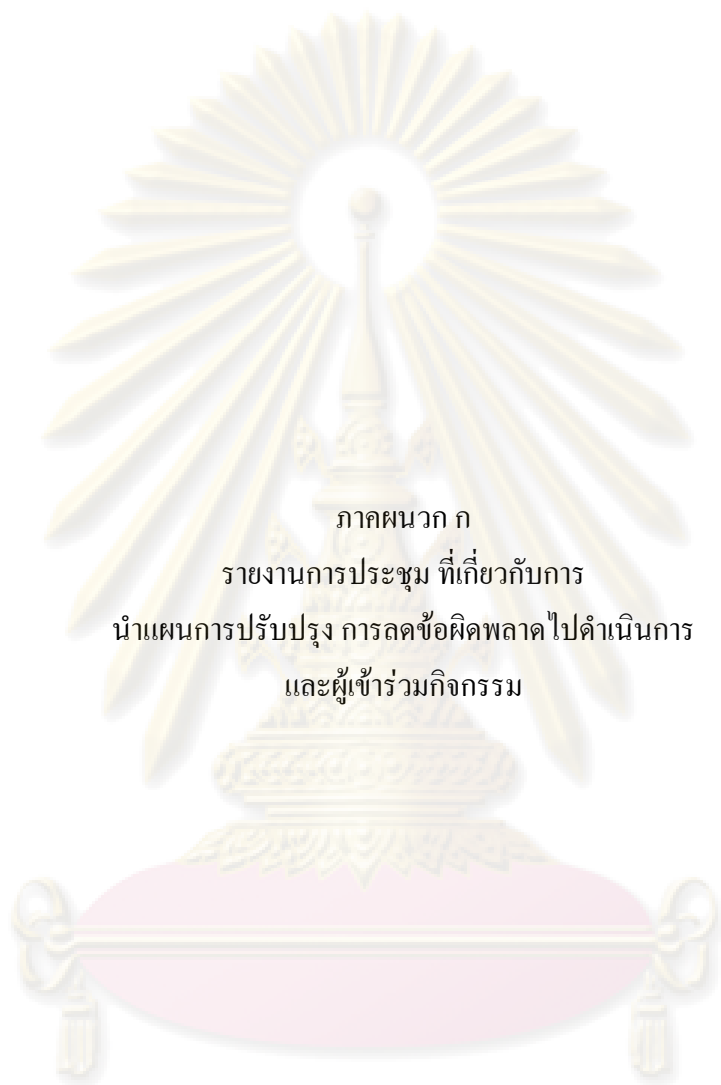 ภาคผนวก ก
รายงานการประชุม ที่เกี่ยวกับการ
นำแผนการปรับปรุง การลดข้อผิดพลาดไปดำเนินการ
และผู้เข้าร่วมกิจกรรม